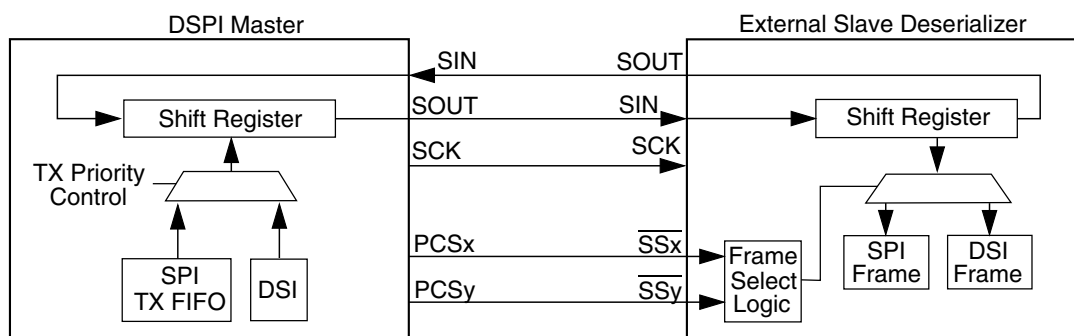 DSPI Master
External Slave Deserializer
SIN
SOUT
Shift Register
SOUT
SIN
Shift Register
SCK
SCK
TX Priority
Control
PCSx
SSx
Frame
Select
Logic
SPI
Frame
DSI
Frame
SPI
TX FIFO
DSI
PCSy
SSy